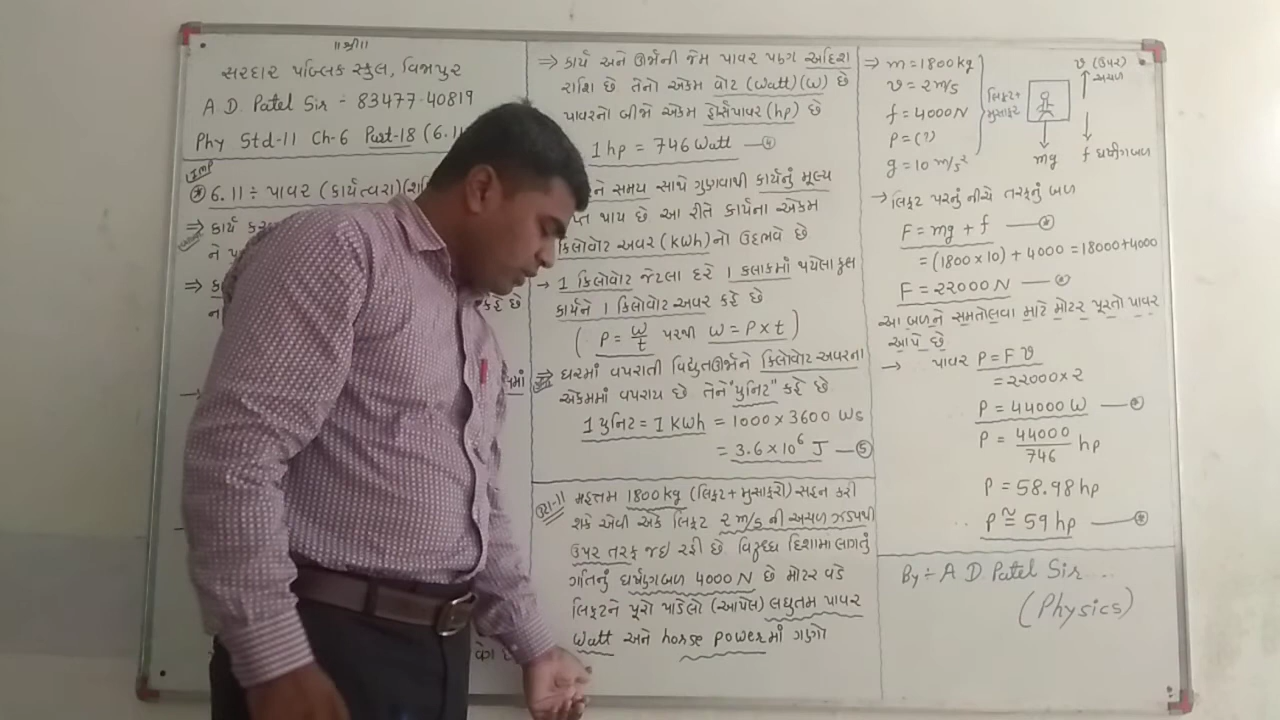 ॥ શ્રી ॥
સરદાર પબ્લિક સ્કુલ, વિજાપુર
A. D. Patel Sir - 83477-40819
Phy Std-11 Ch-6 Part-18 (6.11
Imp
6.11 ÷ પાવર (કાર્યત્વરા)
⇒ કાર્ય
⇒
કહે છે
⇒ કાર્ય અને ઊર્જાની જેમ પાવર પણ અદિશ
રાશિ છે. તેનો એકમ વોટ (Watt) (W) છે
પાવરનો બીજો એકમ હોર્સપાવર (hp) છે
1 hp = 746 Watt —④
ને સમય સાથે ગુણવાથી કાર્યનું મૂલ્ય
પ્ત થાય છે આ રીતે કાર્યના એકમ
કિલોવોટ અવર (KWh) નો ઉદ્ભવે છે
→ 1 કિલોવોટ જેટલા દરે 1 કલાકમાં થયેલા કુલ
કાર્યને 1 કિલોવોટ અવર કહે છે
( P = W/t પરથી W = P × t )
⇒ ઘરમાં વપરાતી વિદ્યુતઊર્જાને કિલોવોટ અવરના
એકમમાં વપરાય છે તેને "યુનિટ" કહે છે
1 યુનિટ = 1 KWh = 1000 × 3600 Ws
= 3.6 × 10⁶ J —⑤
મહત્તમ 1800 kg (લિફ્ટ + મુસાફરો) સહન કરી
શકે એવી એક લિફ્ટ 2 m/s ની અચળ ઝડપથી
ઉપર તરફ જઈ રહી છે વિરુદ્ધ દિશામાં લાગતું
ગતિનું ઘર્ષણબળ 4000 N છે મોટર વડે
લિફ્ટને પૂરો પાડેલો (આપેલ) લઘુતમ પાવર
Watt અને horse power માં ગણો
⇒ m = 1800 kg
v = 2 m/s
f = 4000 N
P = (?)
g = 10 m/s²
લિફ્ટ +
મુસાફર
v (ઉપર)
અચળ
mg
f ઘર્ષણબળ
→ લિફ્ટ પરનું નીચે તરફનું બળ
F = mg + f
= (1800 × 10) + 4000 = 18000 + 4000
F = 22000 N
આ બળને સમતોલવા માટે મોટર પૂરતો પાવર
આપે છે
→ પાવર P = F v
= 22000 × 2
P = 44000 W
P = 44000/746 hp
P = 58.98 hp
P ≅ 59 hp
By ÷ A D Patel Sir...
(Physics)